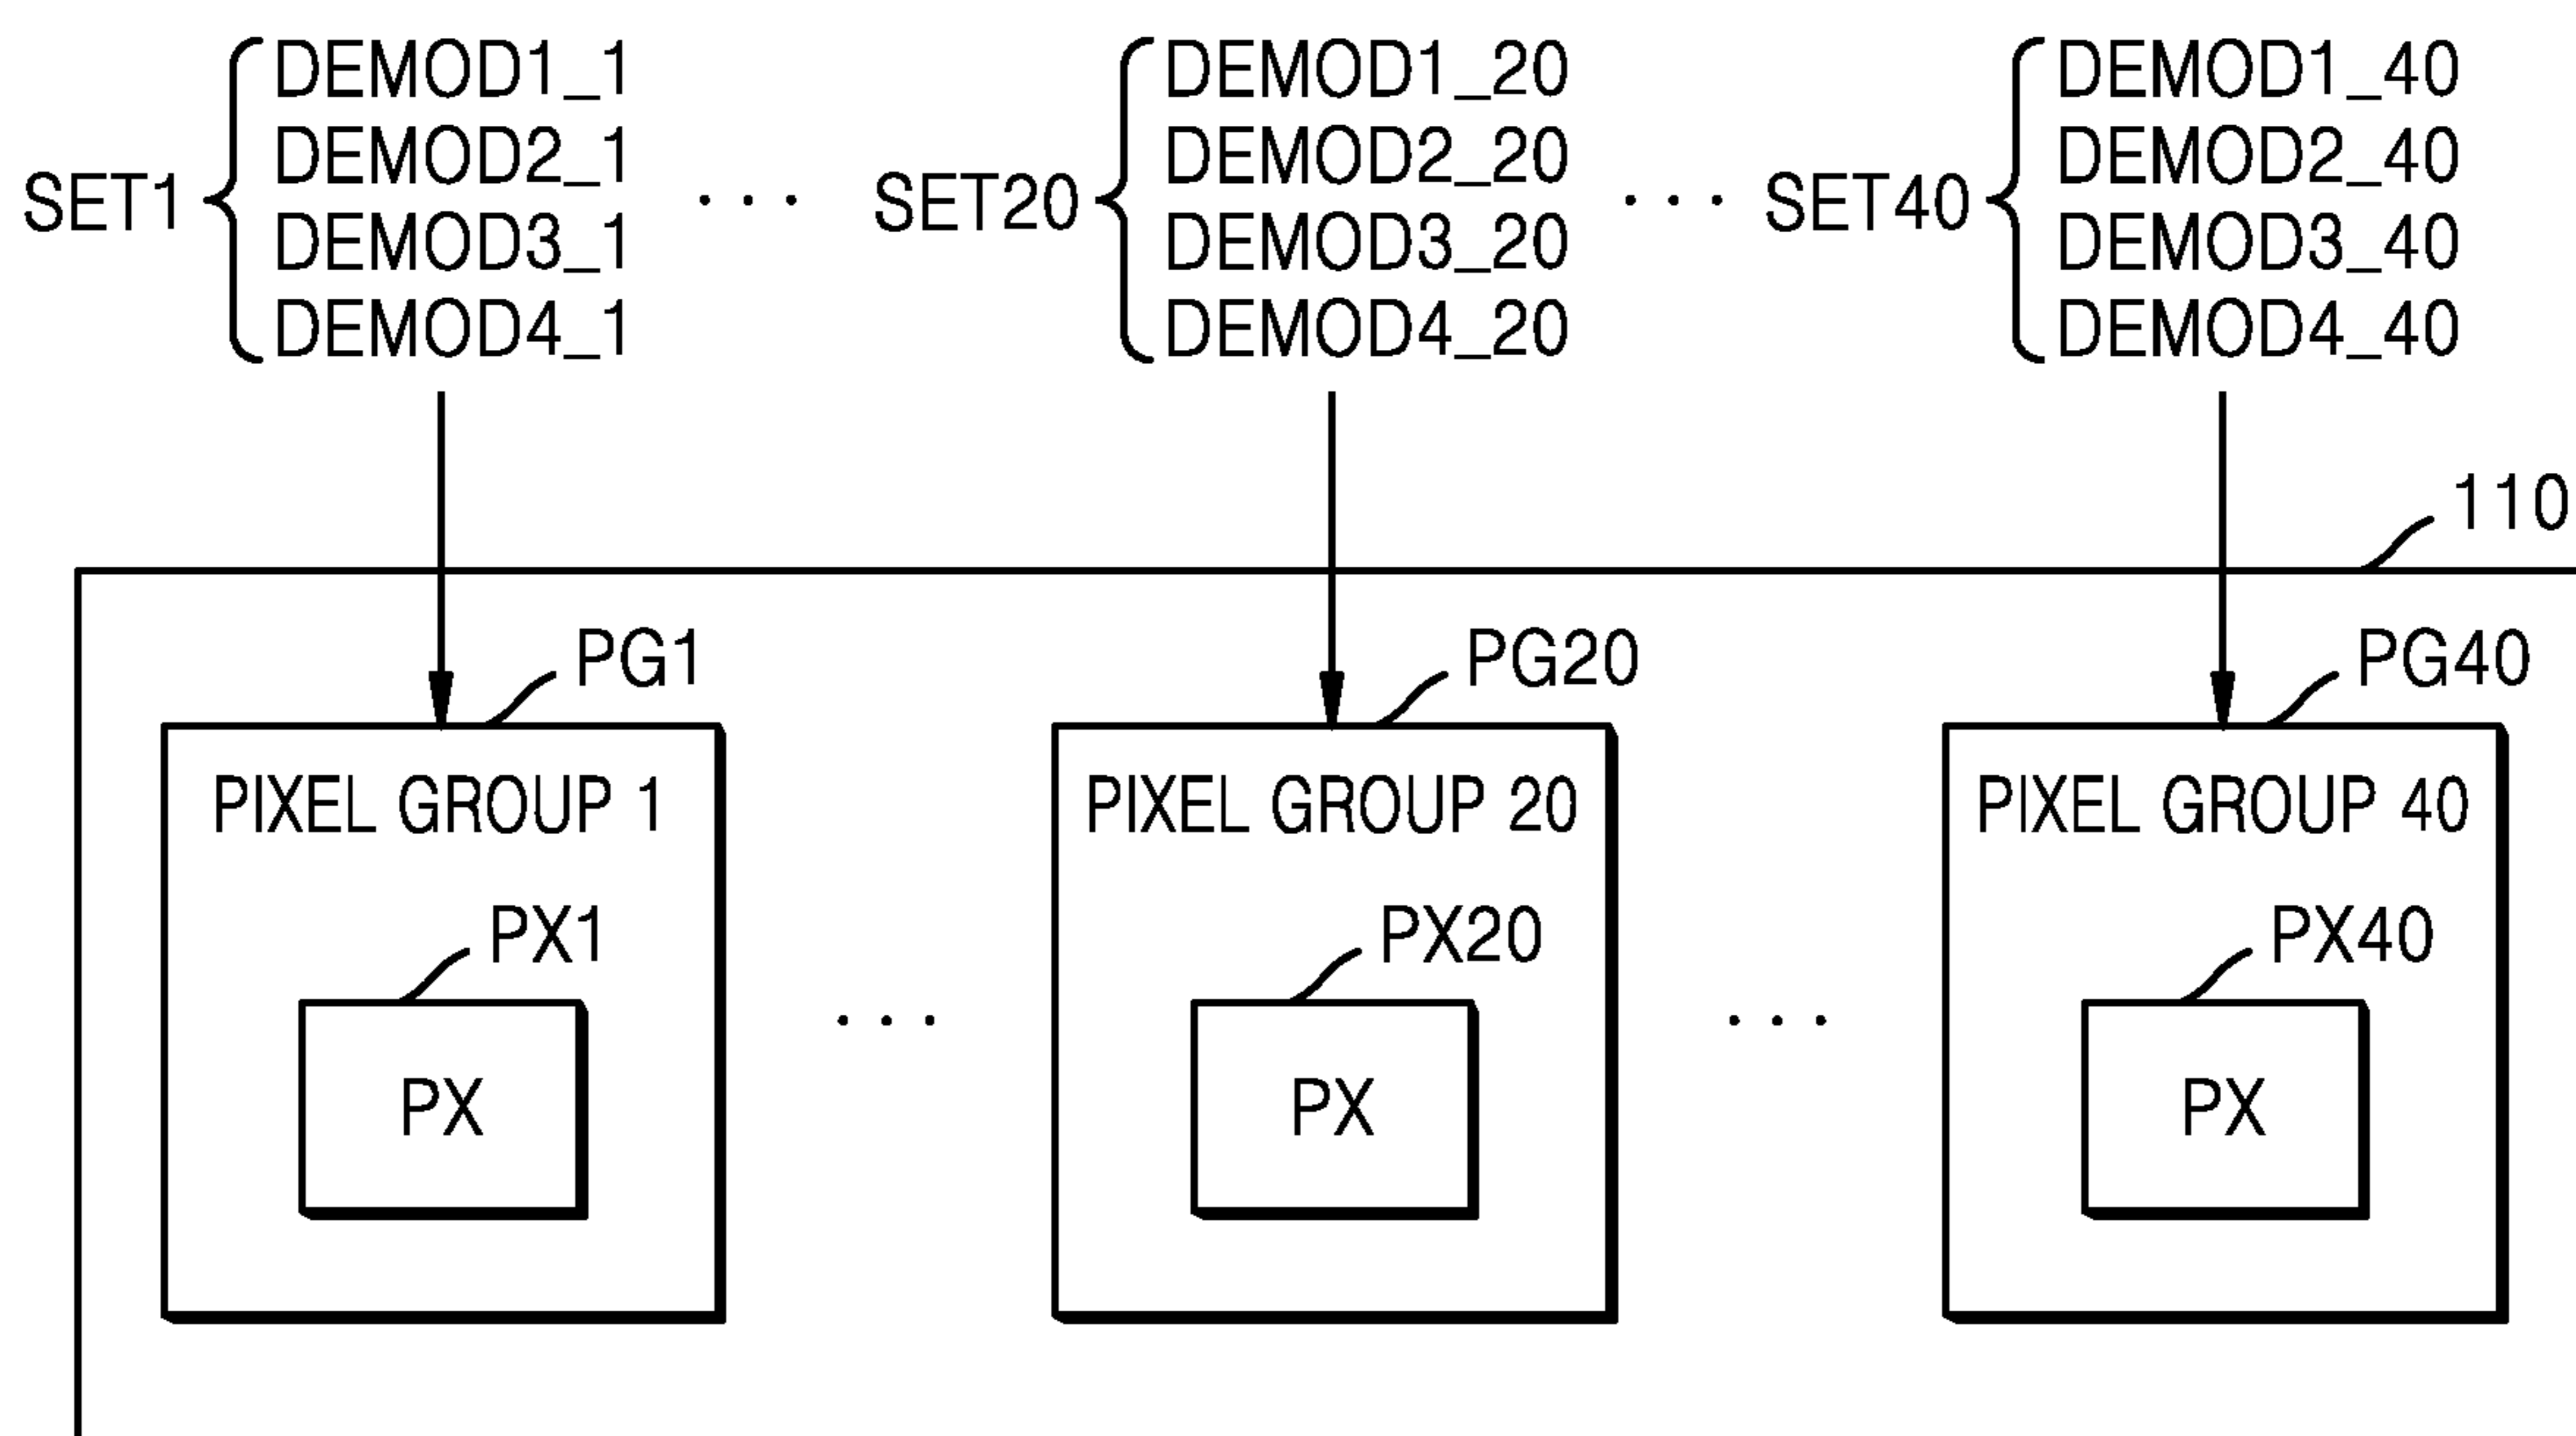 DEMOD1_1 DEMOD1_20 DEMOD1_40
DEMOD2_1 DEMOD2_20 DEMOD2_40
SET1 ... SET20 ... SET40
DEMOD3_1 DEMOD3_20 DEMOD3_40
DEMOD4_1 DEMOD4_20 DEMOD4_40
110
PG1 PG20 PG40
PIXEL GROUP 1 PIXEL GROUP 20 PIXEL GROUP 40
PX1 PX20 PX40
... ...
PX PX PX